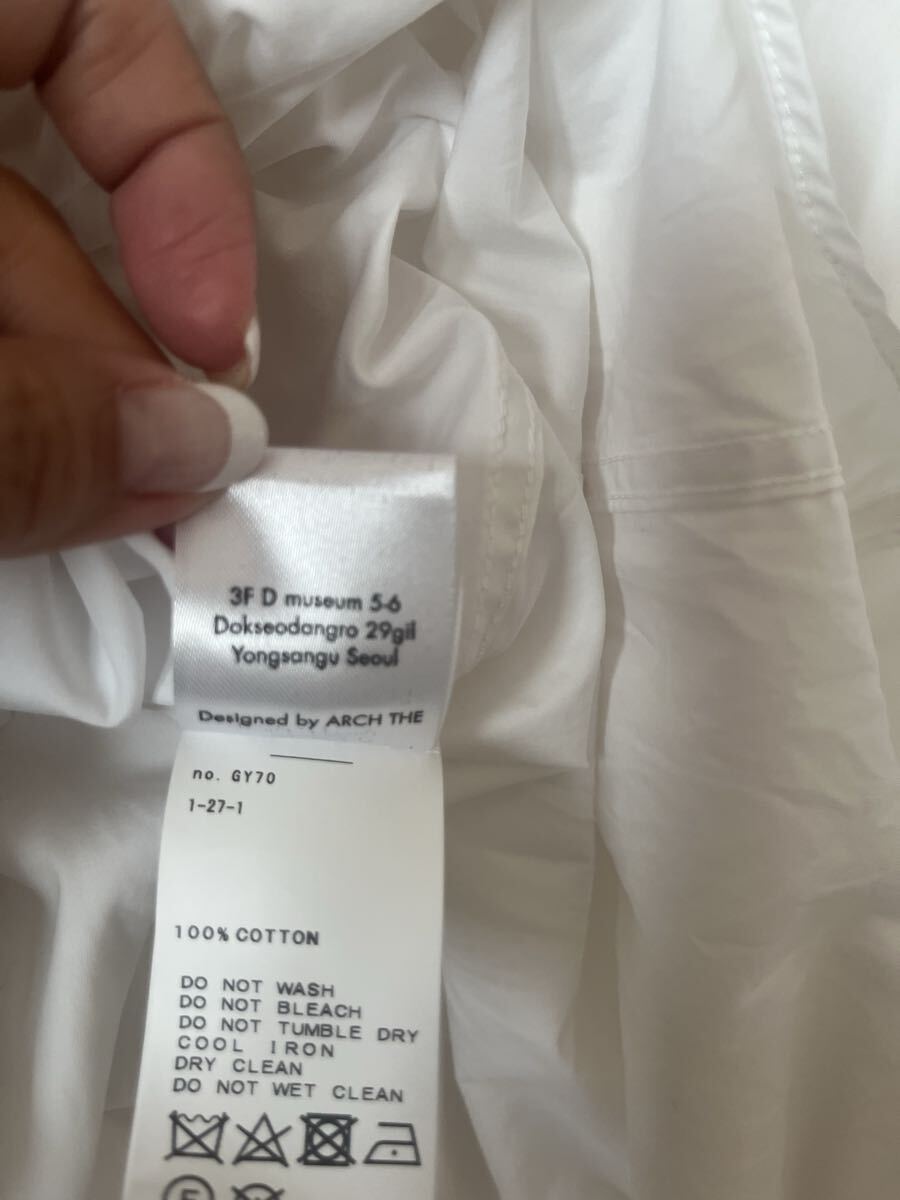 3F D museum 5-6
Dokseodangro 29gil
Yongsangu Seoul
Designed by ARCH THE
no. GY70
1-27-1
100% COTTON
DO NOT WASH
DO NOT BLEACH
DO NOT TUMBLE DRY
COOL IRON
DRY CLEAN
DO NOT WET CLEAN